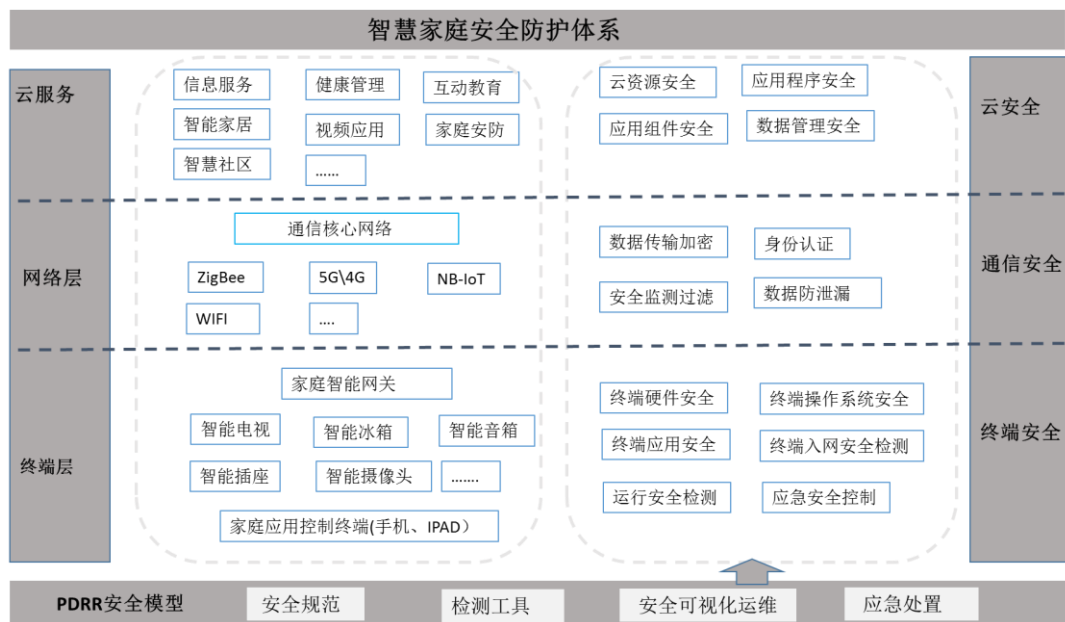 智慧家庭安全防护体系
云服务
信息服务 健康管理 互动教育
智能家居 视频应用 家庭安防
智慧社区 ......
云资源安全 应用程序安全
应用组件安全 数据管理安全
云安全
网络层
通信核心网络
ZigBee 5G\4G NB-IoT
WIFI ....
数据传输加密 身份认证
安全监测过滤 数据防泄漏
通信安全
终端层
家庭智能网关
智能电视 智能冰箱 智能音箱
智能插座 智能摄像头 .......
家庭应用控制终端(手机、IPAD）
终端硬件安全 终端操作系统安全
终端应用安全 终端入网安全检测
运行安全检测 应急安全控制
终端安全
PDRR安全模型 安全规范 检测工具 安全可视化运维 应急处置